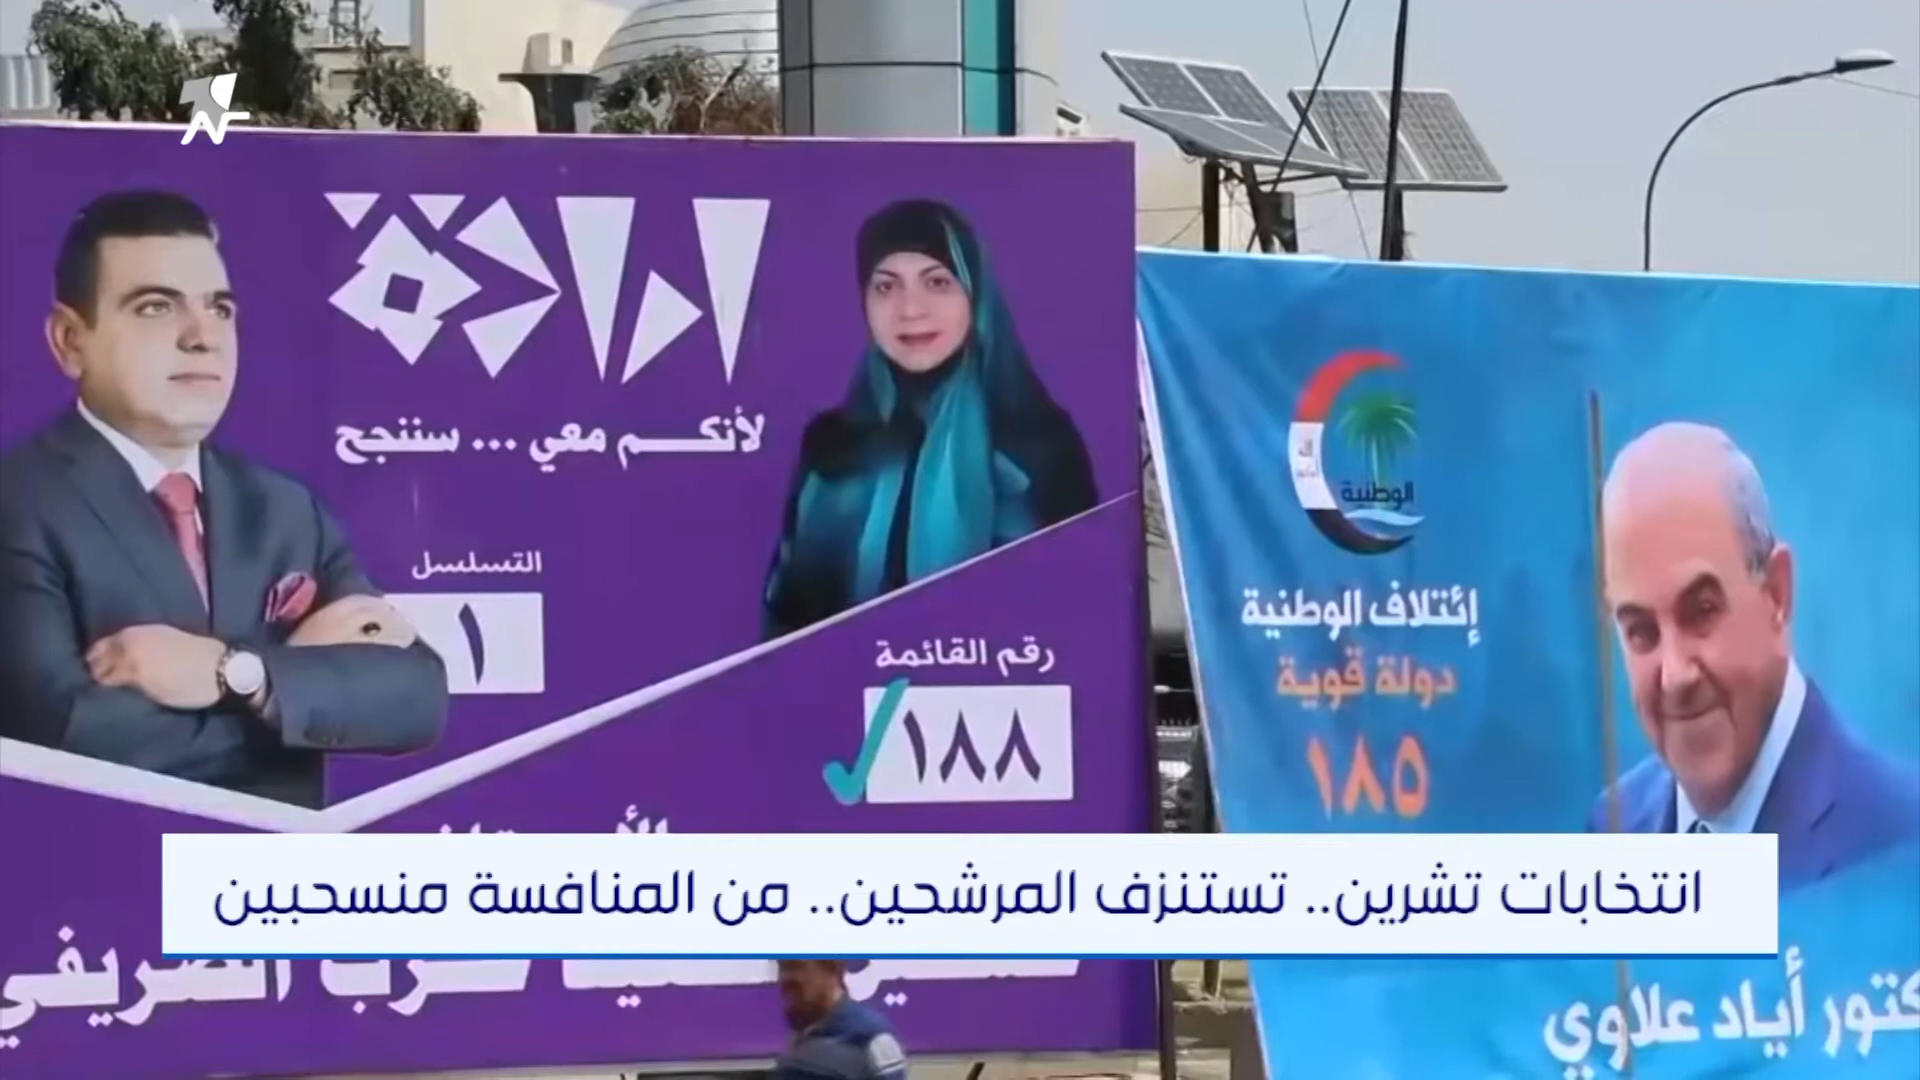 إرادة
لأنكم معي ... سننجح
التسلسل
١
رقم القائمة
١٨٨
الوطنية
إئتلاف الوطنية
دولة قوية
١٨٥
انتخابات تشرين.. تستنزف المرشحين.. من المنافسة منسحبين
أياد علاوي